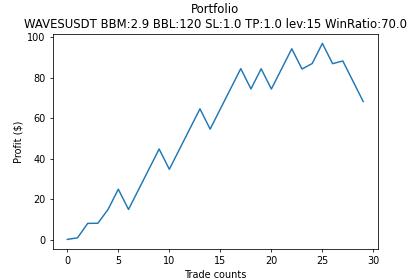 Portfolio
WAVESUSDT BBM:2.9 BBL:120 SL:1.0 TP:1.0 lev:15 WinRatio:70.0
100
80
60
40
20
0
Profit ($)
0 5 10 15 20 25 30
Trade counts